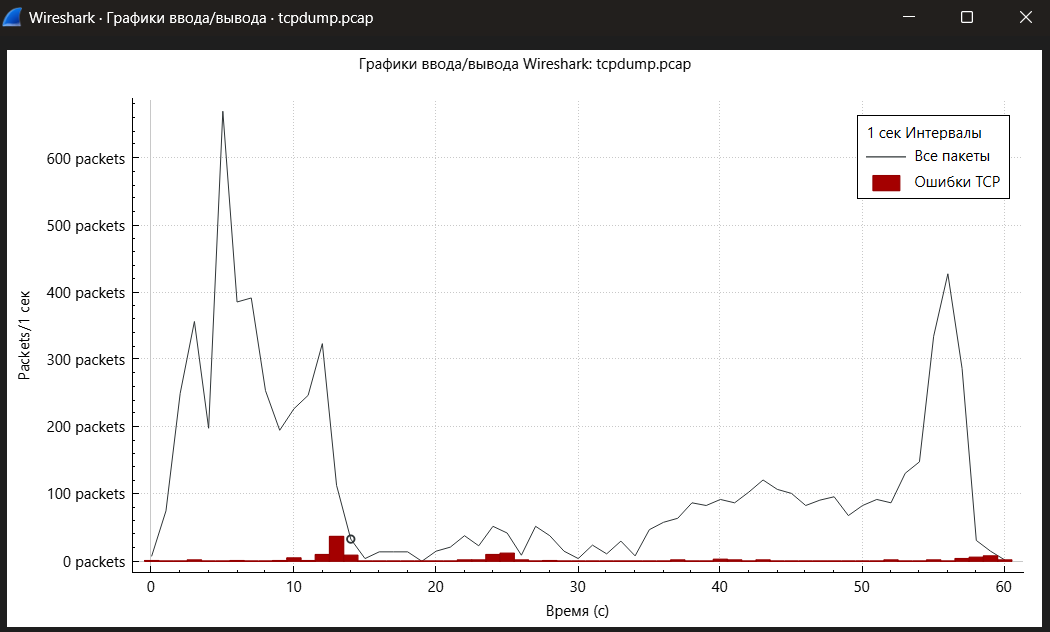 Wireshark · Графики ввода/вывода · tcpdump.pcap
Графики ввода/вывода Wireshark: tcpdump.pcap
1 сек Интервалы
Все пакеты
Ошибки TCP
600 packets
500 packets
400 packets
300 packets
200 packets
100 packets
0 packets
Packets/1 сек
0 10 20 30 40 50 60
Время (с)